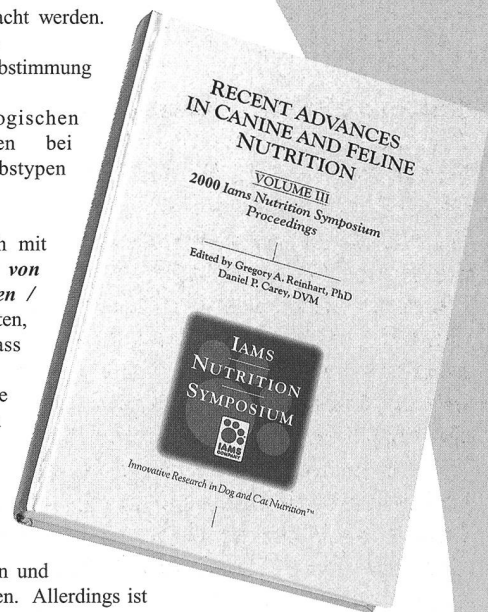 acht werden.
bstimmung
ogischen
en bei
bstypen
h mit
von
en /
ten,
ass
e
n und
en. Allerdings ist
RECENT ADVANCES
IN CANINE AND FELINE
NUTRITION
VOLUME III
2000 Iams Nutrition Symposium
Proceedings
Edited by Gregory A. Reinhart, PhD
Daniel P. Carey, DVM
IAMS
NUTRITION
SYMPOSIUM
IAMS
COMPANY
Innovative Research in Dog and Cat Nutrition™